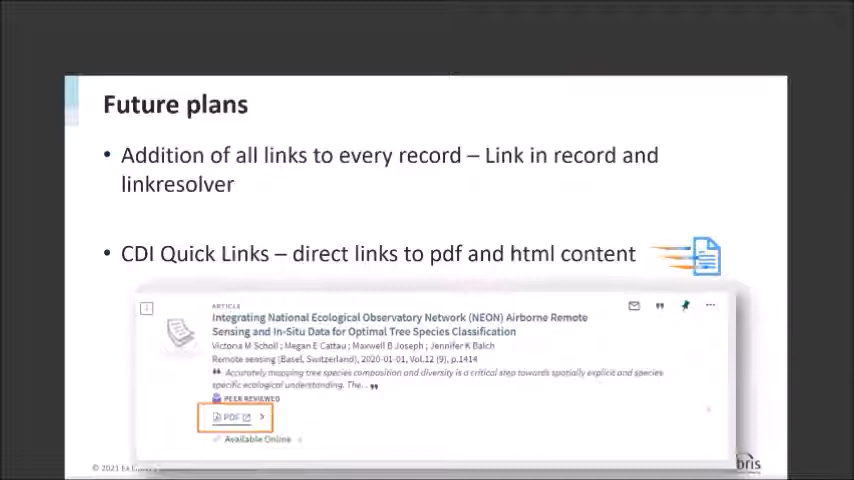 Future plans
• Addition of all links to every record – Link in record and
linkresolver
• CDI Quick Links – direct links to pdf and html content
1
ARTICLE
Integrating National Ecological Observatory Network (NEON) Airborne Remote
Sensing and In-Situ Data for Optimal Tree Species Classification
Victoria M Scholl ; Megan E Cattau ; Maxwell B Joseph ; Jennifer K Balch
Remote sensing (Basel, Switzerland), 2020-01-01, Vol.12 (9), p.1414
❝ Accurately mapping tree species composition and diversity is a critical step towards spatially explicit and species
specific ecological understanding. The... ❞
PEER REVIEWED
PDF
Available Online
© 2021 Ex
bris